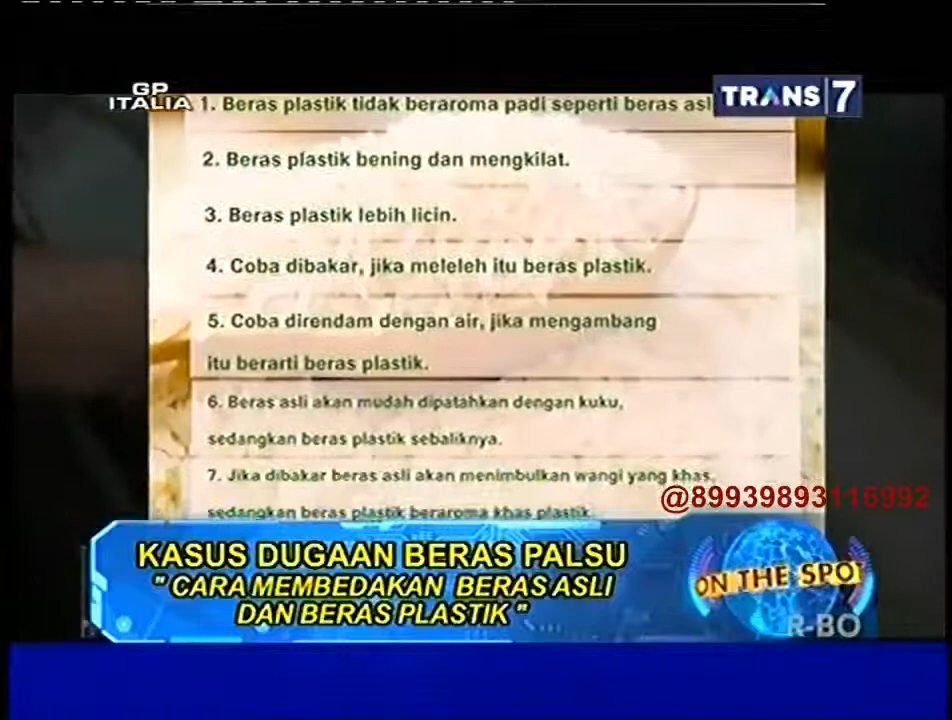 GP
ITALIA
TRANS 7
1. Beras plastik tidak beraroma padi seperti beras asl
2. Beras plastik bening dan mengkilat.
3. Beras plastik lebih licin.
4. Coba dibakar, jika meleleh itu beras plastik.
5. Coba direndam dengan air, jika mengambang
itu berarti beras plastik.
6. Beras asli akan mudah dipatahkan dengan kuku,
sedangkan beras plastik sebaliknya.
7. Jika dibakar beras asli akan menimbulkan wangi yang khas,
@89939893116992
sedangkan beras plastik beraroma khas plastik.
KASUS DUGAAN BERAS PALSU
" CARA MEMBEDAKAN BERAS ASLI
DAN BERAS PLASTIK "
ON THE SPOT
R-BO